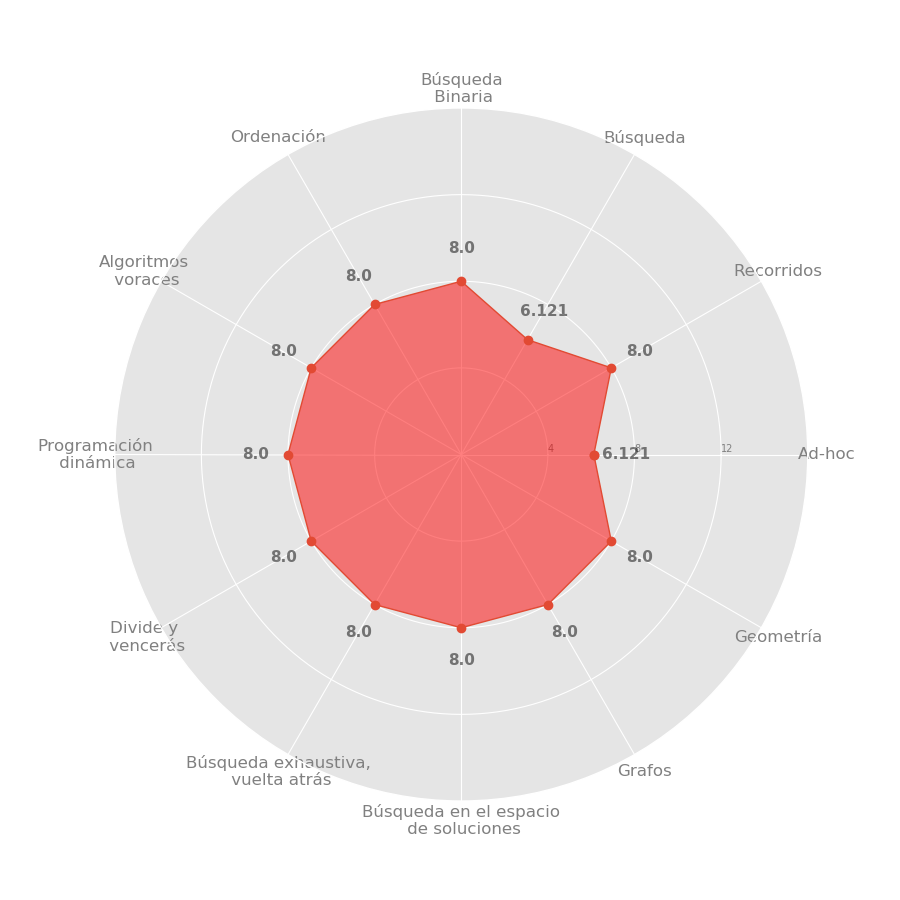 Búsqueda
Binaria
Ordenación
Búsqueda
8.0
Algoritmos
voraces
8.0
Recorridos
6.121
8.0
8.0
Programación
dinámica
8.0
4
8
12
6.121
Ad-hoc
8.0
8.0
Divide y
vencerás
8.0
8.0
Geometría
8.0
Búsqueda exhaustiva,
vuelta atrás
Grafos
Búsqueda en el espacio
de soluciones